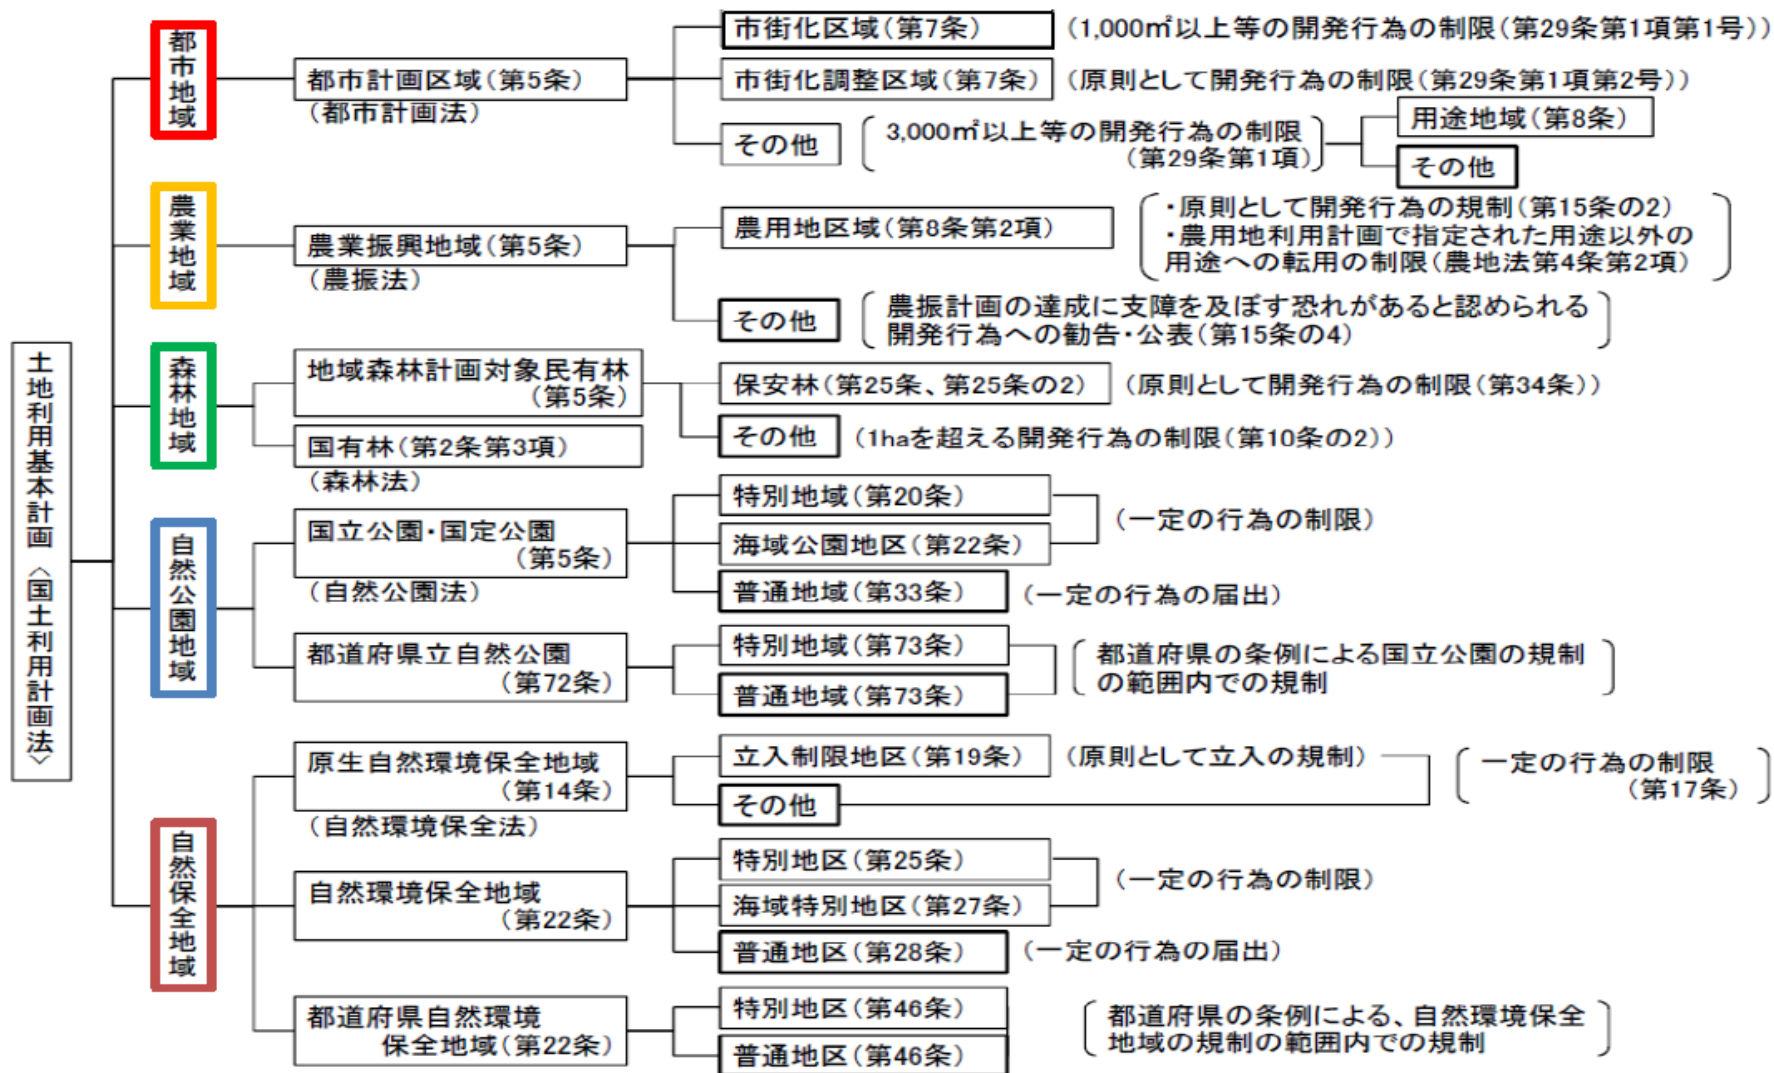 土地利用基本計画〈国土利用計画法〉
都市地域
都市計画区域(第5条)
(都市計画法)
市街化区域(第7条)
(1,000㎡以上等の開発行為の制限(第29条第1項第1号))
市街化調整区域(第7条)
(原則として開発行為の制限(第29条第1項第2号))
その他
3,000㎡以上等の開発行為の制限
(第29条第1項)
用途地域(第8条)
その他
農業地域
農業振興地域(第5条)
(農振法)
農用地区域(第8条第2項)
・原則として開発行為の規制(第15条の2)
・農用地利用計画で指定された用途以外の
用途への転用の制限(農地法第4条第2項)
その他
農振計画の達成に支障を及ぼす恐れがあると認められる
開発行為への勧告・公表(第15条の4)
森林地域
地域森林計画対象民有林
(第5条)
国有林(第2条第3項)
(森林法)
保安林(第25条、第25条の2)
(原則として開発行為の制限(第34条))
その他
(1haを超える開発行為の制限(第10条の2))
自然公園地域
国立公園・国定公園
(第5条)
(自然公園法)
特別地域(第20条)
海域公園地区(第22条)
(一定の行為の制限)
普通地域(第33条)
(一定の行為の届出)
都道府県立自然公園
(第72条)
特別地域(第73条)
普通地域(第73条)
都道府県の条例による国立公園の規制
の範囲内での規制
自然保全地域
原生自然環境保全地域
(第14条)
(自然環境保全法)
立入制限地区(第19条)
(原則として立入の規制)
その他
一定の行為の制限
(第17条)
自然環境保全地域
(第22条)
特別地区(第25条)
海域特別地区(第27条)
(一定の行為の制限)
普通地区(第28条)
(一定の行為の届出)
都道府県自然環境
保全地域(第22条)
特別地区(第46条)
普通地区(第46条)
都道府県の条例による、自然環境保全
地域の規制の範囲内での規制